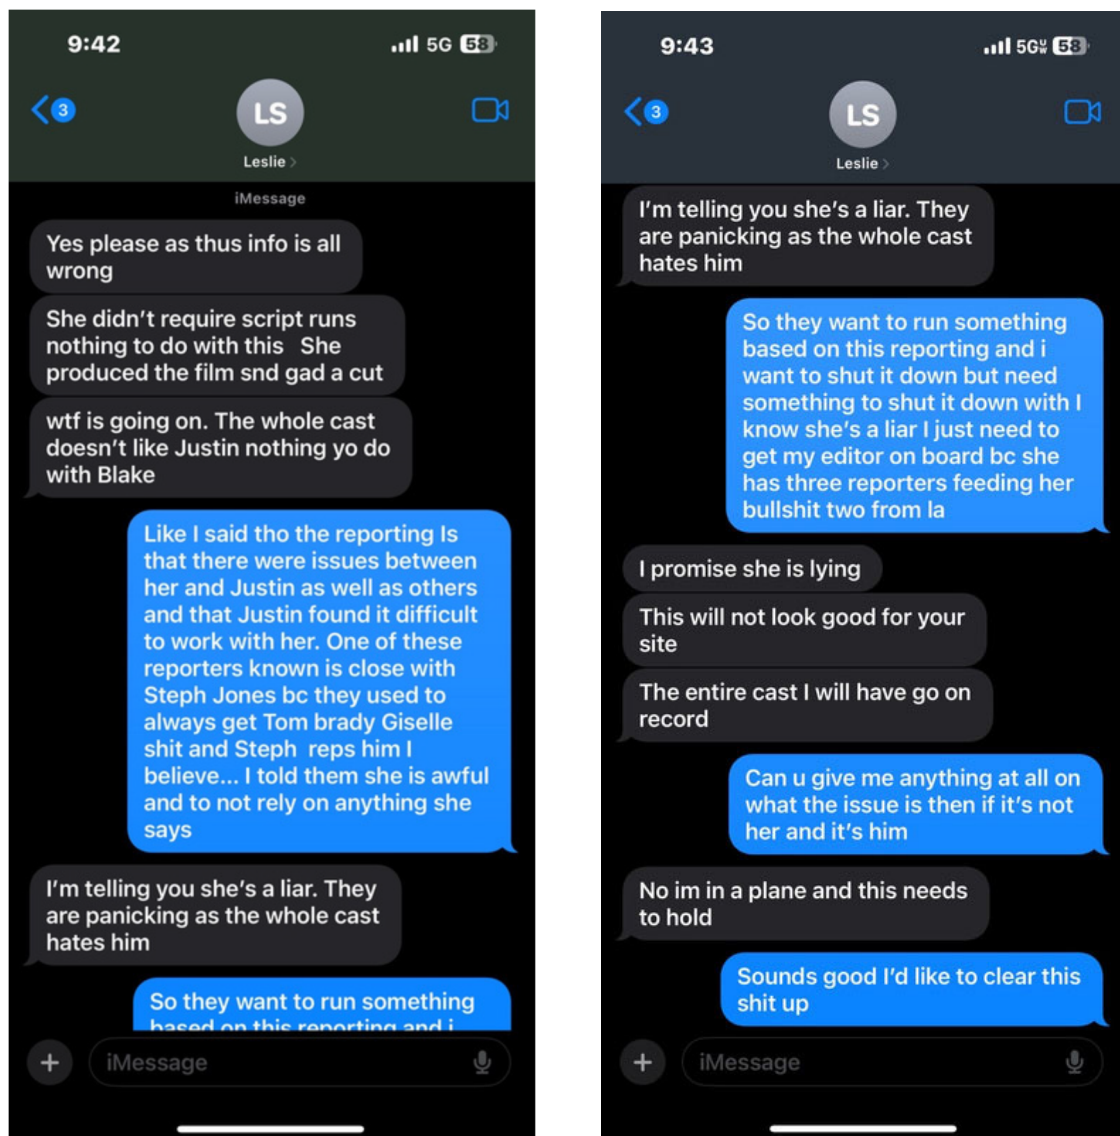 9:42
5G 58
3
LS
Leslie
iMessage
Yes please as thus info is all
wrong
She didn't require script runs
nothing to do with this   She
produced the film snd gad a cut
wtf is going on. The whole cast
doesn't like Justin nothing yo do
with Blake
Like I said tho the reporting Is
that there were issues between
her and Justin as well as others
and that Justin found it difficult
to work with her. One of these
reporters known is close with
Steph Jones bc they used to
always get Tom brady Giselle
shit and Steph  reps him I
believe... I told them she is awful
and to not rely on anything she
says
I'm telling you she's a liar. They
are panicking as the whole cast
hates him
So they want to run something
based on this reporting and i
iMessage
9:43
5G 58
3
LS
Leslie
I'm telling you she's a liar. They
are panicking as the whole cast
hates him
So they want to run something
based on this reporting and i
want to shut it down but need
something to shut it down with I
know she's a liar I just need to
get my editor on board bc she
has three reporters feeding her
bullshit two from la
I promise she is lying
This will not look good for your
site
The entire cast I will have go on
record
Can u give me anything at all on
what the issue is then if it's not
her and it's him
No im in a plane and this needs
to hold
Sounds good I'd like to clear this
shit up
iMessage